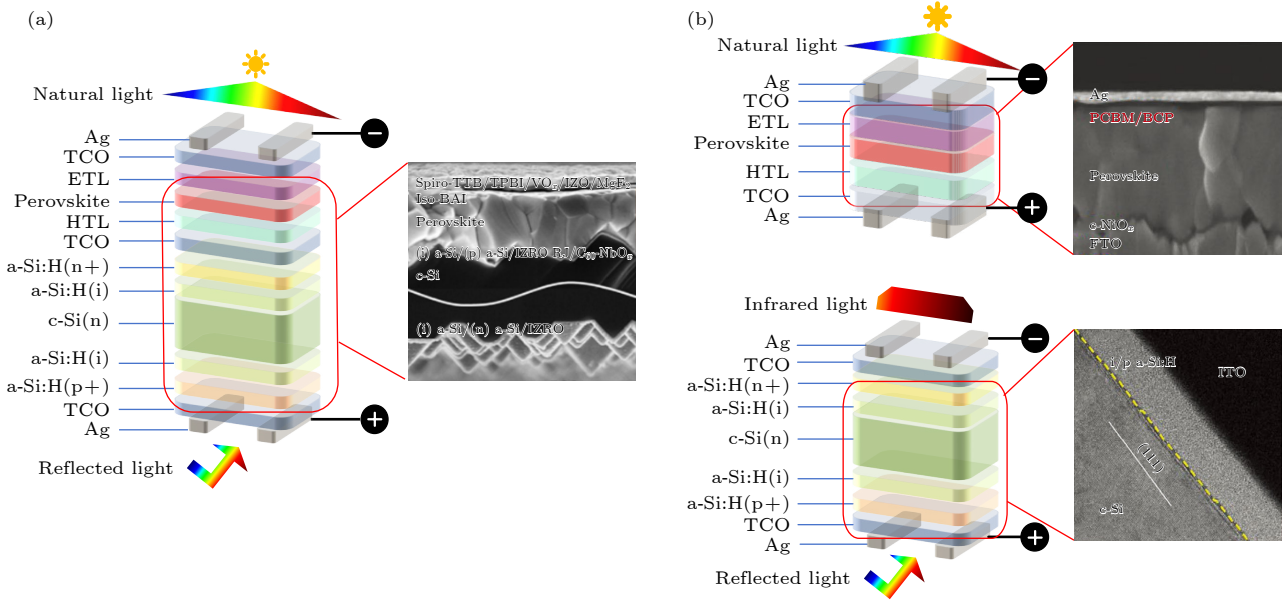 (a)
Natural light
Ag
TCO
ETL
Perovskite
HTL
TCO
a-Si:H(n+)
a-Si:H(i)
c-Si(n)
a-Si:H(i)
a-Si:H(p+)
TCO
Ag
Reflected light
−
+
Spiro-TTB/TPBI/VOₓ/IZO/MgF₂
Iso-BAI
Perovskite
(i) a-Si/(p) a-Si/IZRO RJ/C₆₀-NbOₓ
c-Si
(i) a-Si/(n) a-Si/IZRO
(b)
Natural light
Ag
TCO
ETL
Perovskite
HTL
TCO
Ag
−
+
Ag
PCBM/BCP
Perovskite
c-NiOₓ
FTO
Infrared light
Ag
TCO
a-Si:H(n+)
a-Si:H(i)
c-Si(n)
a-Si:H(i)
a-Si:H(p+)
TCO
Ag
Reflected light
−
+
i/p a-Si:H
ITO
(111)
c-Si